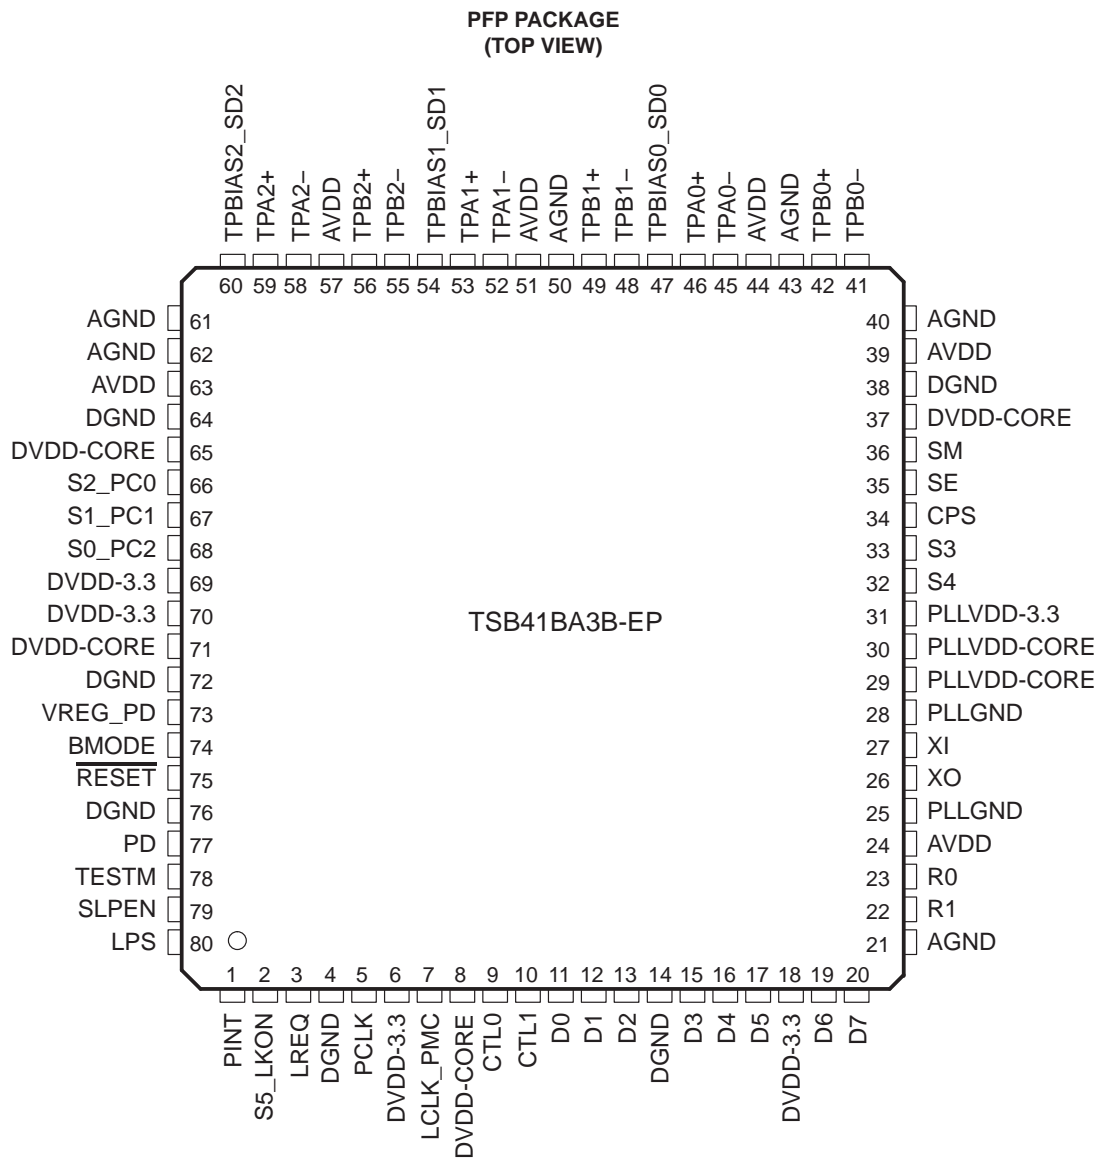 PFP PACKAGE
(TOP VIEW)
TPBIAS2_SD2
TPA2+
TPA2–
AVDD
TPB2+
TPB2–
TPBIAS1_SD1
TPA1+
TPA1–
AVDD
AGND
TPB1+
TPB1–
TPBIAS0_SD0
TPA0+
TPA0–
AVDD
AGND
TPB0+
TPB0–
60 59 58 57 56 55 54 53 52 51 50 49 48 47 46 45 44 43 42 41
AGND 61
AGND 62
AVDD 63
DGND 64
DVDD-CORE 65
S2_PC0 66
S1_PC1 67
S0_PC2 68
DVDD-3.3 69
DVDD-3.3 70
DVDD-CORE 71
DGND 72
VREG_PD 73
BMODE 74
RESET 75
DGND 76
PD 77
TESTM 78
SLPEN 79
LPS 80
TSB41BA3B-EP
40 AGND
39 AVDD
38 DGND
37 DVDD-CORE
36 SM
35 SE
34 CPS
33 S3
32 S4
31 PLLVDD-3.3
30 PLLVDD-CORE
29 PLLVDD-CORE
28 PLLGND
27 XI
26 XO
25 PLLGND
24 AVDD
23 R0
22 R1
21 AGND
1 2 3 4 5 6 7 8 9 10 11 12 13 14 15 16 17 18 19 20
PINT
S5_LKON
LREQ
DGND
PCLK
DVDD-3.3
LCLK_PMC
DVDD-CORE
CTL0
CTL1
D0
D1
D2
DGND
D3
D4
D5
DVDD-3.3
D6
D7